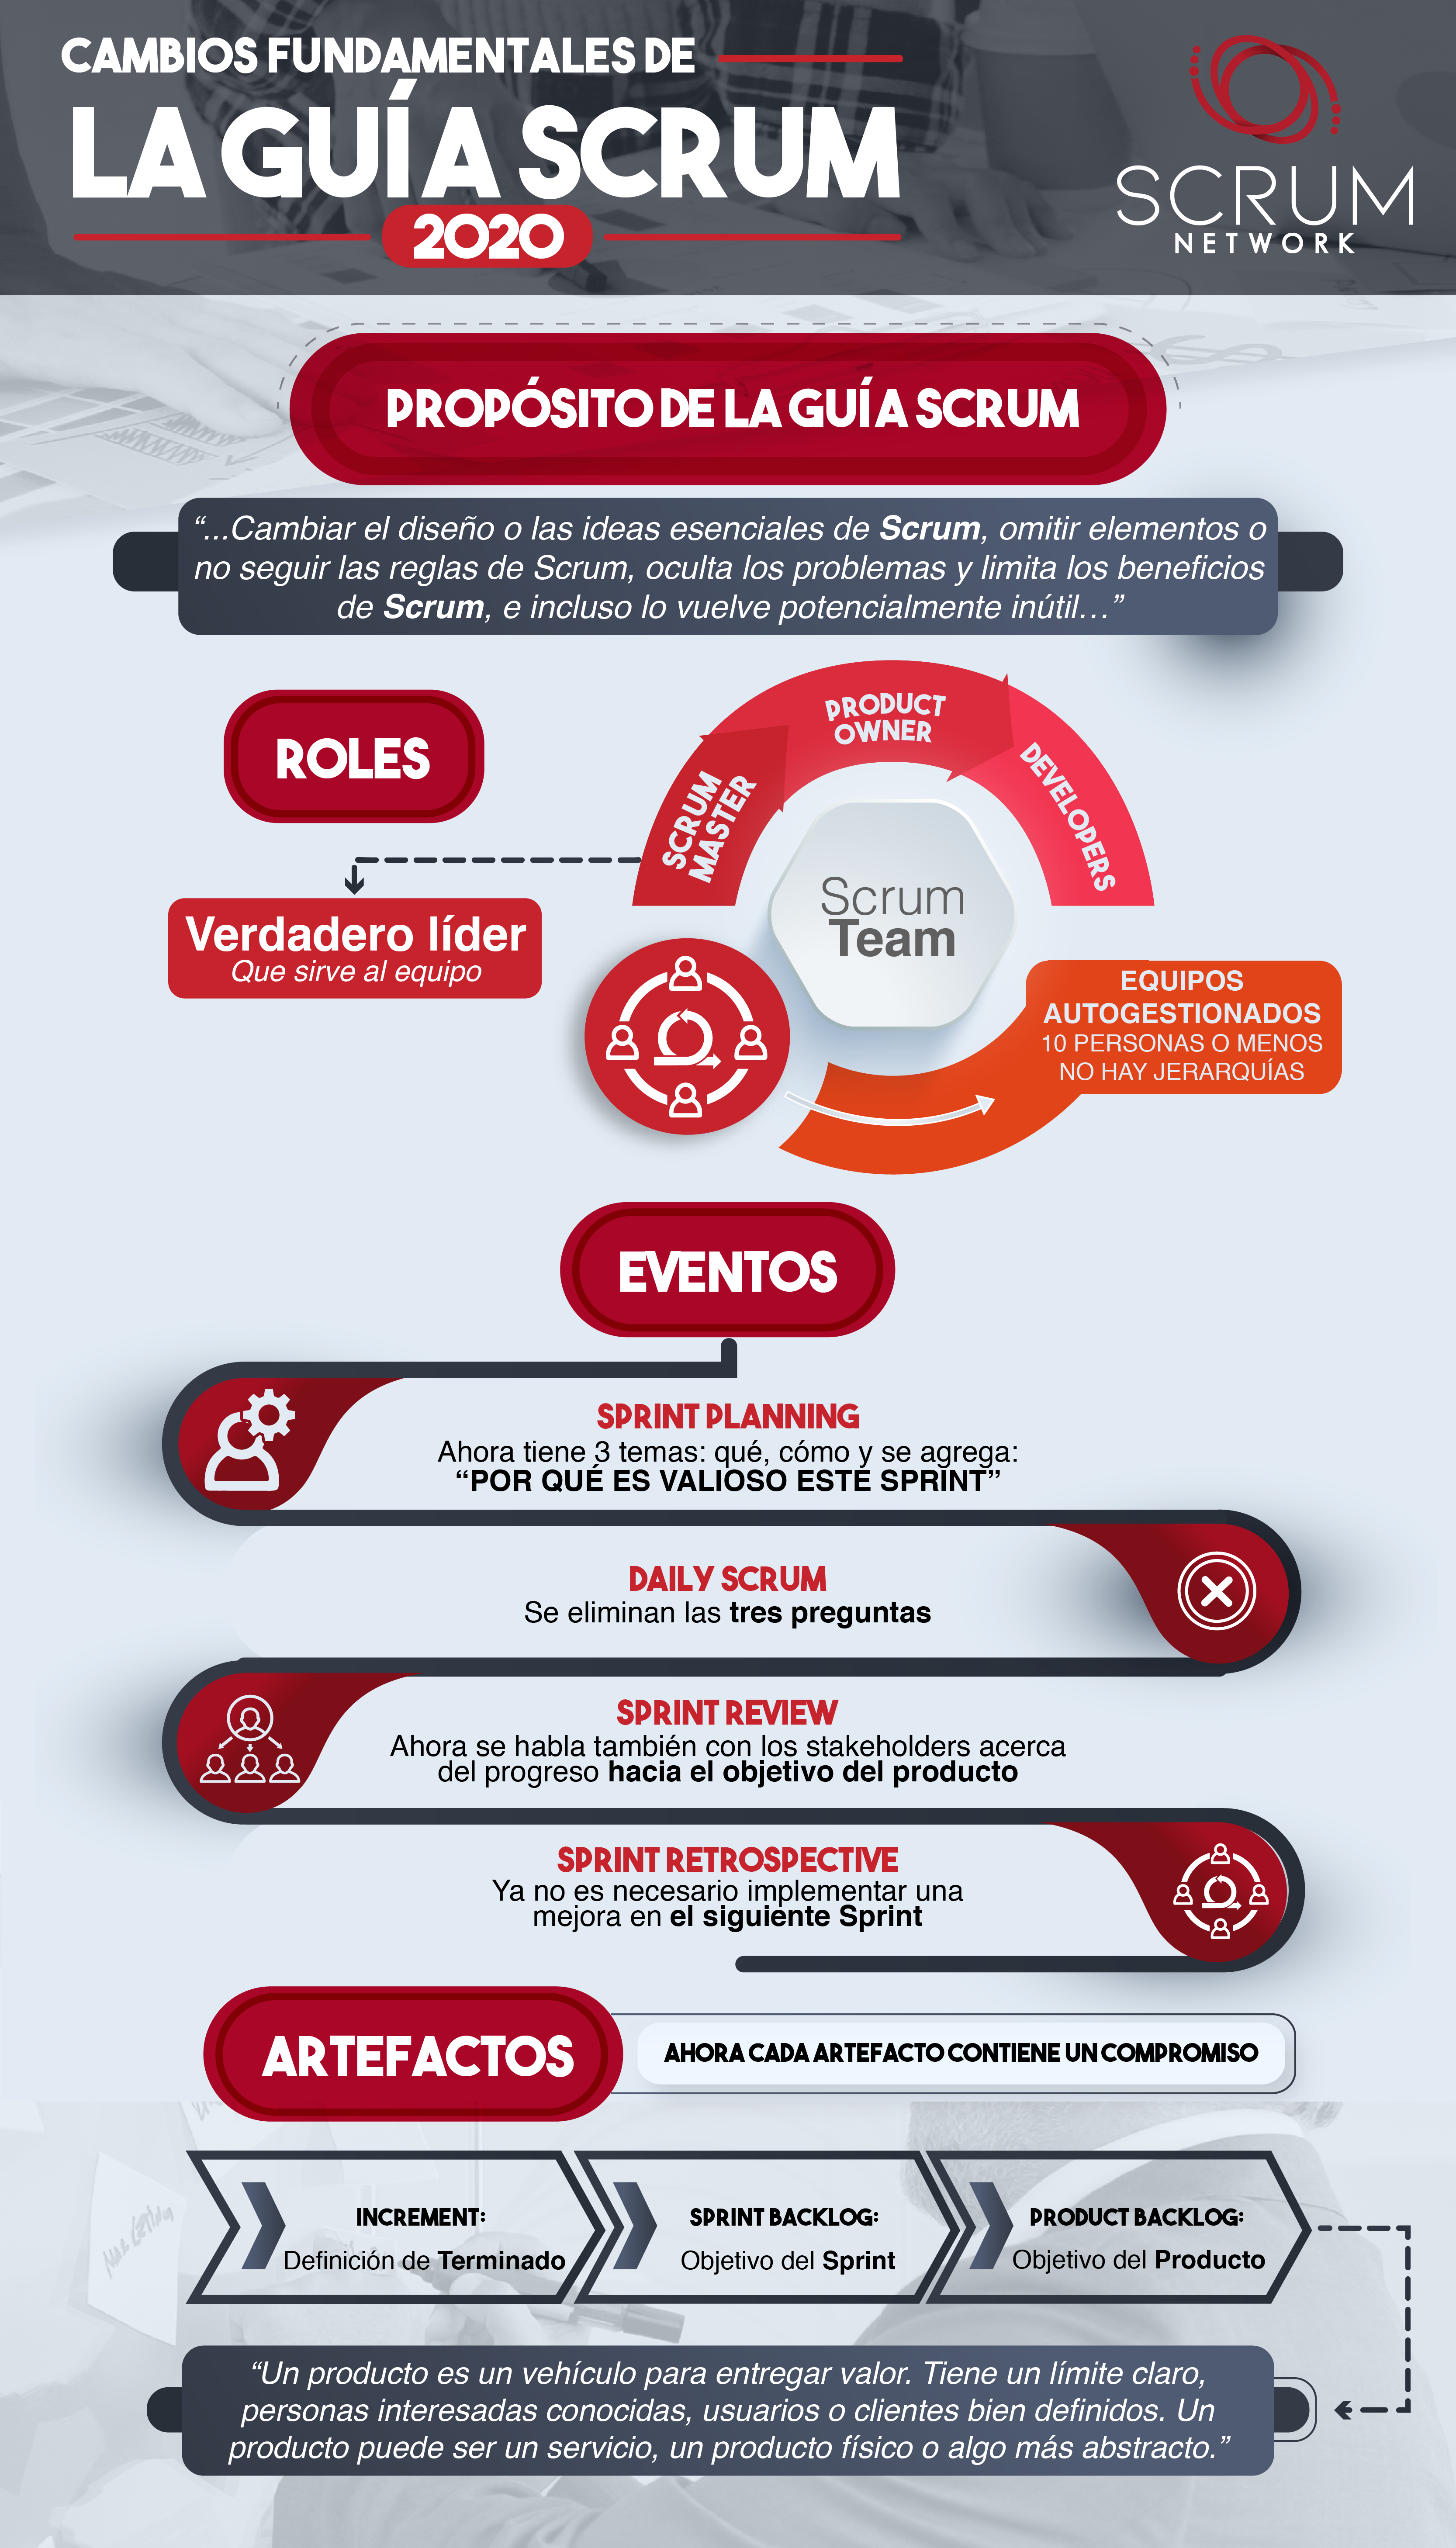 CAMBIOS FUNDAMENTALES DE
LA GUÍA SCRUM
2020
SCRUM
NETWORK
PROPÓSITO DE LA GUÍA SCRUM
“...Cambiar el diseño o las ideas esenciales de Scrum, omitir elementos o
no seguir las reglas de Scrum, oculta los problemas y limita los beneficios
de Scrum, e incluso lo vuelve potencialmente inútil…”
ROLES
SCRUM
MASTER
PRODUCT
OWNER
DEVELOPERS
Verdadero líder
Que sirve al equipo
Scrum
Team
EQUIPOS
AUTOGESTIONADOS
10 PERSONAS O MENOS
NO HAY JERARQUÍAS
EVENTOS
SPRINT PLANNING
Ahora tiene 3 temas: qué, cómo y se agrega:
“POR QUÉ ES VALIOSO ESTE SPRINT”
DAILY SCRUM
Se eliminan las tres preguntas
SPRINT REVIEW
Ahora se habla también con los stakeholders acerca
del progreso hacia el objetivo del producto
SPRINT RETROSPECTIVE
Ya no es necesario implementar una
mejora en el siguiente Sprint
ARTEFACTOS
AHORA CADA ARTEFACTO CONTIENE UN COMPROMISO
INCREMENT:
Definición de Terminado
SPRINT BACKLOG:
Objetivo del Sprint
PRODUCT BACKLOG:
Objetivo del Producto
“Un producto es un vehículo para entregar valor. Tiene un límite claro,
personas interesadas conocidas, usuarios o clientes bien definidos. Un
producto puede ser un servicio, un producto físico o algo más abstracto.”